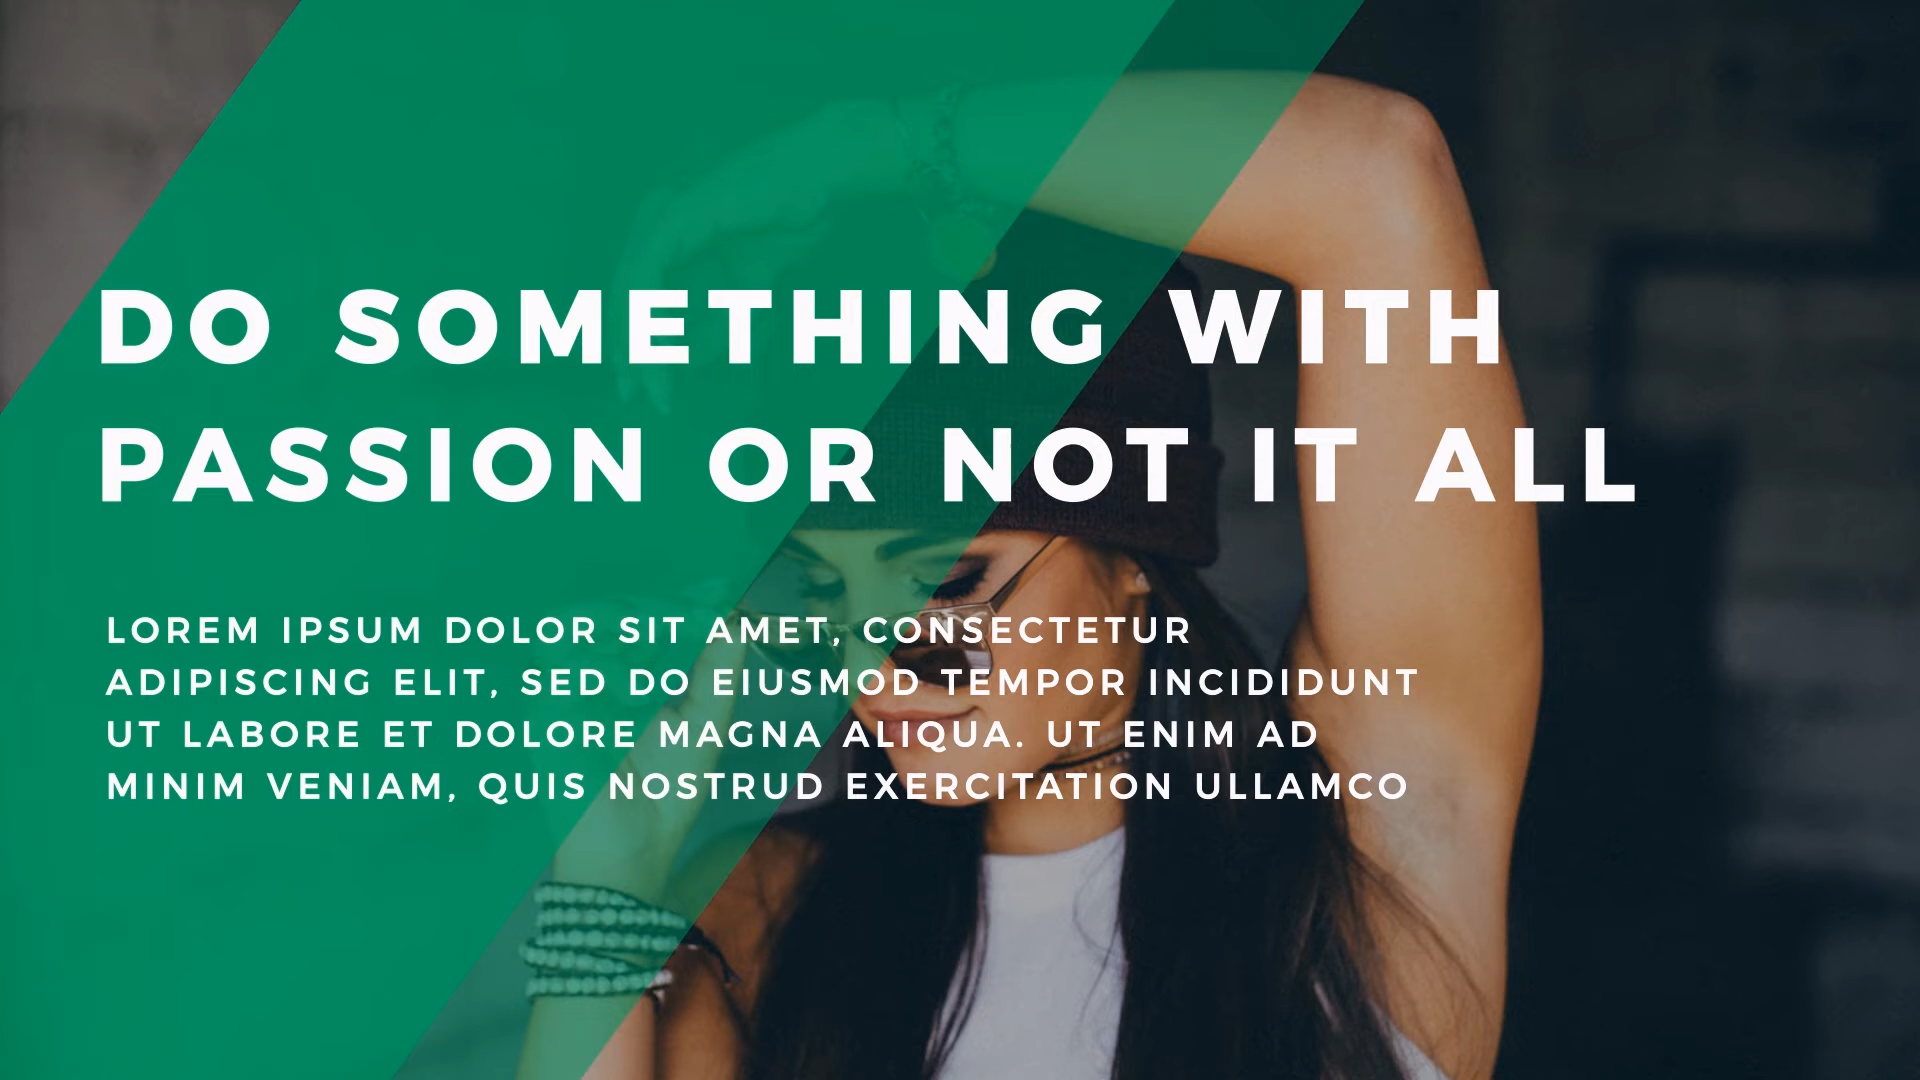 DO SOMETHING WITH
PASSION OR NOT IT ALL
LOREM IPSUM DOLOR SIT AMET, CONSECTETUR
ADIPISCING ELIT, SED DO EIUSMOD TEMPOR INCIDIDUNT
UT LABORE ET DOLORE MAGNA ALIQUA. UT ENIM AD
MINIM VENIAM, QUIS NOSTRUD EXERCITATION ULLAMCO